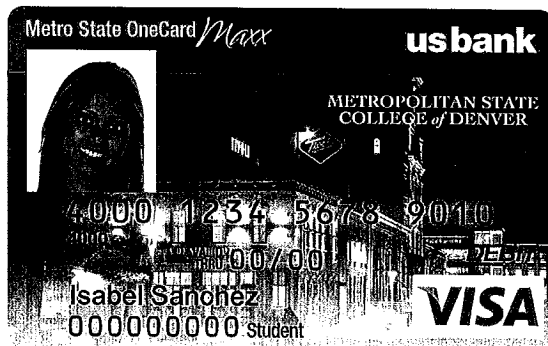 Metro State OneCard Maxx
usbank
METROPOLITAN STATE
COLLEGE of DENVER
4000 1234 5678 9010
4000
00/00
DEBIT
Isabel Sanchez
VISA
000000000 Student